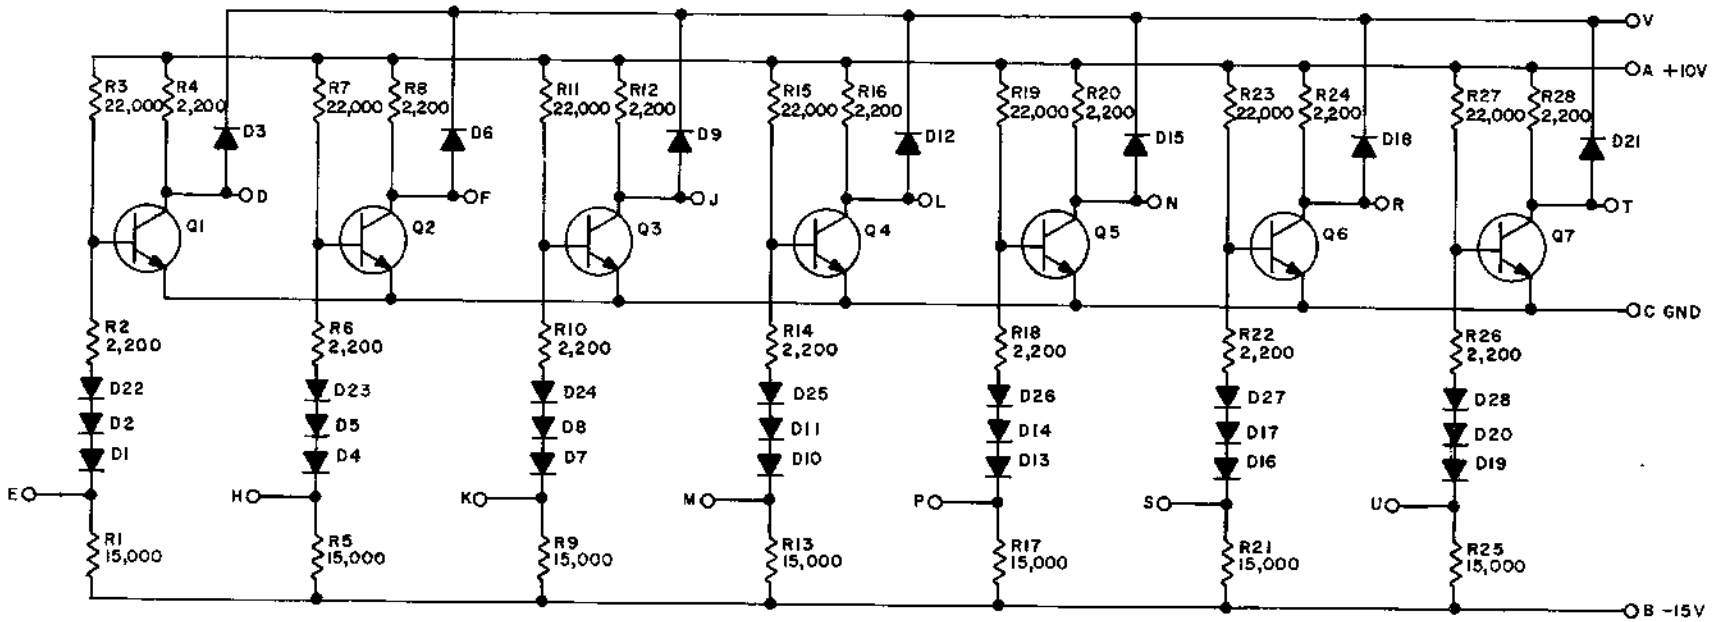 V
R3
22,000
R4
2,200
R7
22,000
R8
2,200
R11
22,000
R12
2,200
R15
22,000
R16
2,200
R19
22,000
R20
2,200
R23
22,000
R24
2,200
R27
22,000
R28
2,200
A +10V
D3
D6
D9
D12
D15
D18
D21
D
F
J
L
N
R
T
Q1
Q2
Q3
Q4
Q5
Q6
Q7
C GND
R2
2,200
R6
2,200
R10
2,200
R14
2,200
R18
2,200
R22
2,200
R26
2,200
D22
D23
D24
D25
D26
D27
D28
D2
D5
D8
D11
D14
D17
D20
D1
D4
D7
D10
D13
D16
D19
E
H
K
M
P
S
U
R1
15,000
R5
15,000
R9
15,000
R13
15,000
R17
15,000
R21
15,000
R25
15,000
B -15V